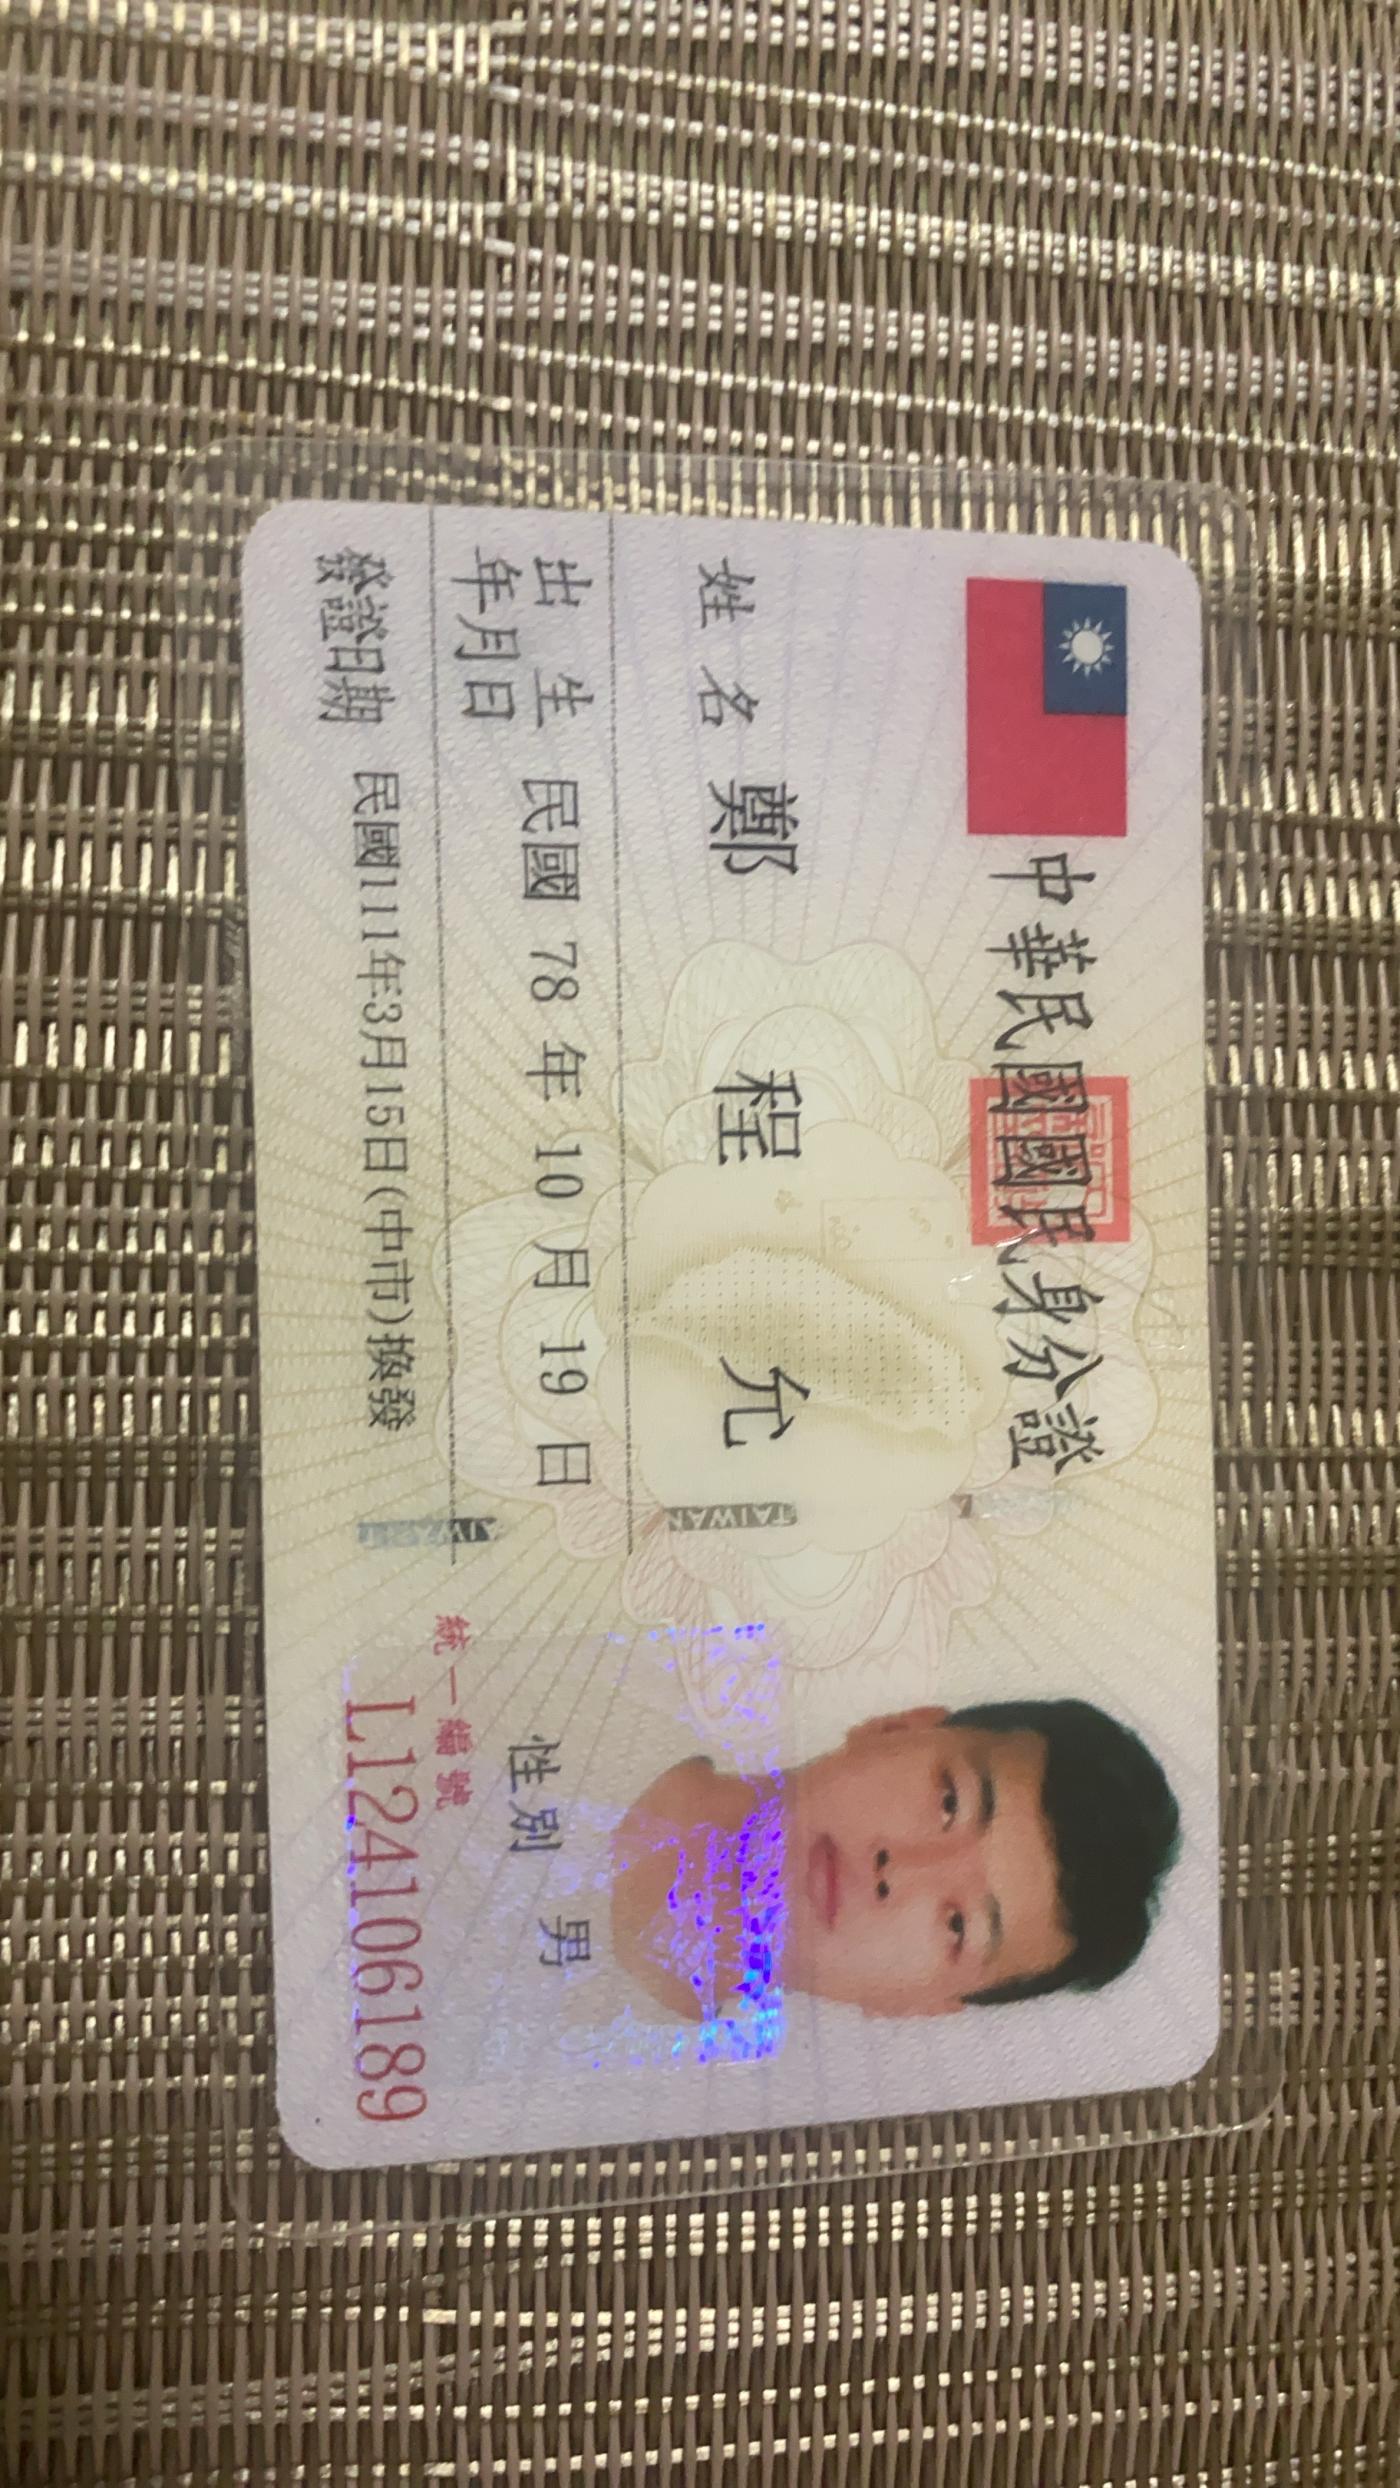 中華民國國民身分證
姓名 鄭程允
出生年月日 民國 78 年 10 月 19 日
性別 男
發證日期 民國111年3月15日(中市)換發
統一編號
L124106189
TAIWAN